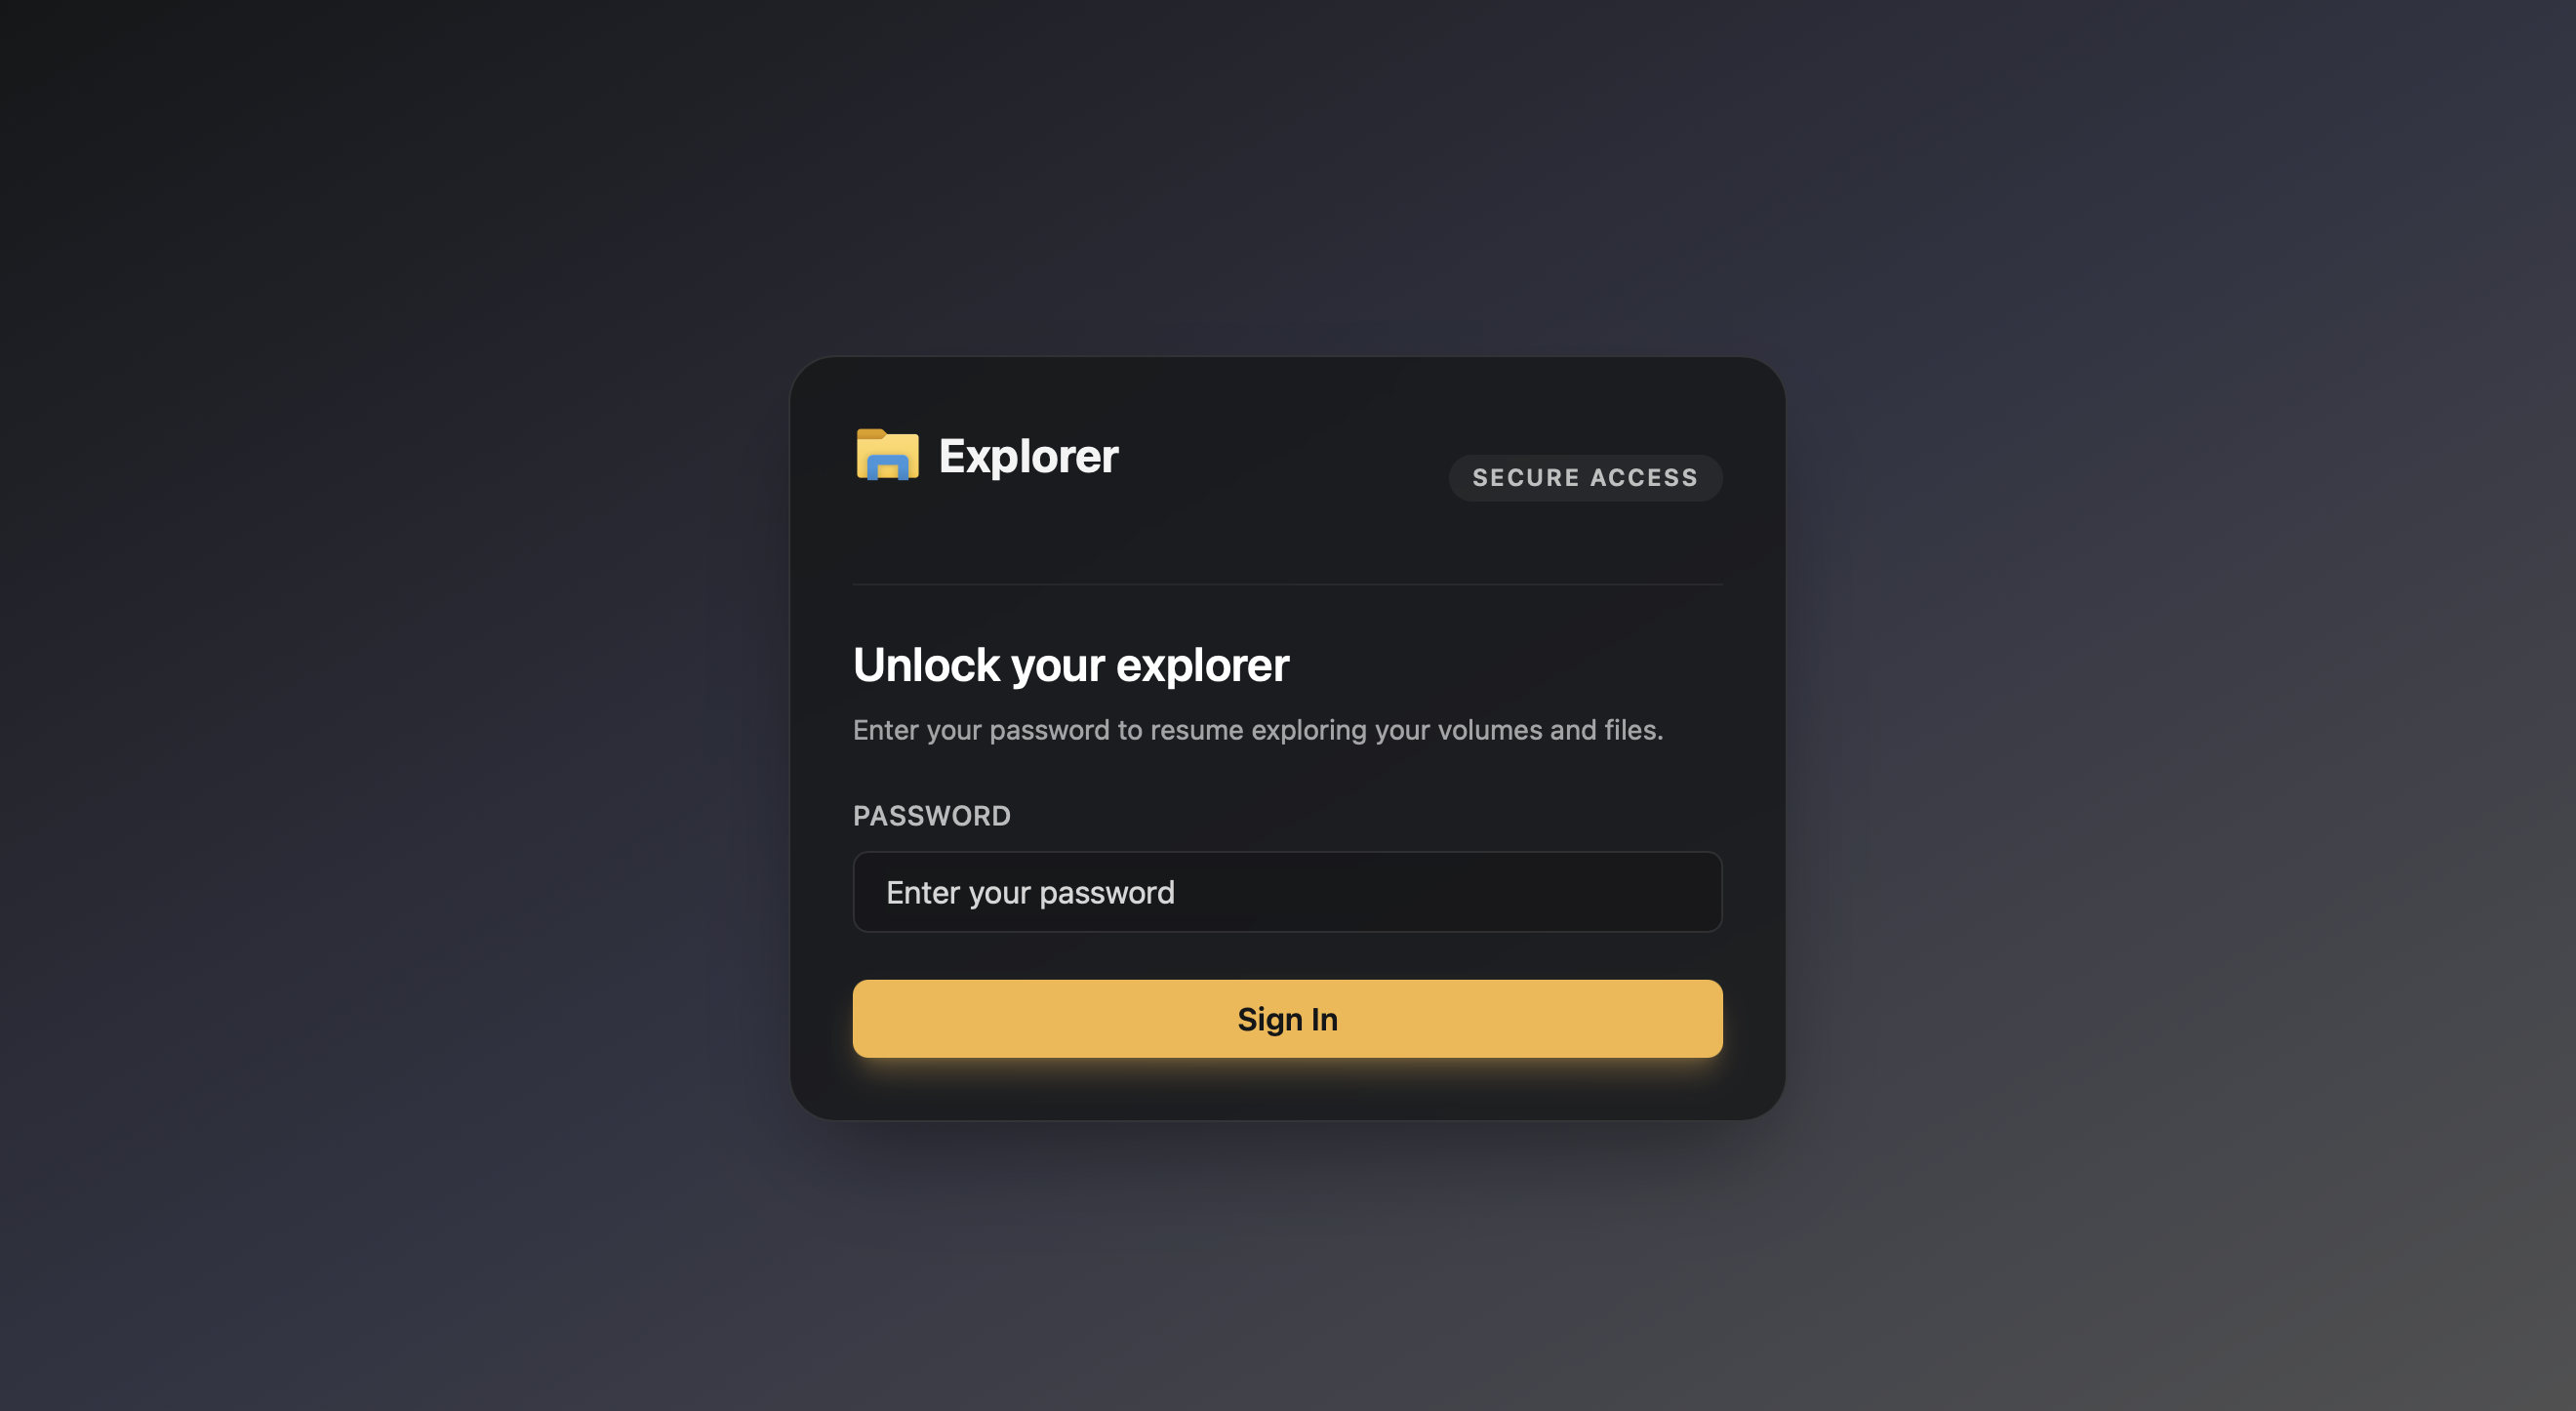 Explorer
SECURE ACCESS
Unlock your explorer
Enter your password to resume exploring your volumes and files.
PASSWORD
Enter your password
Sign In